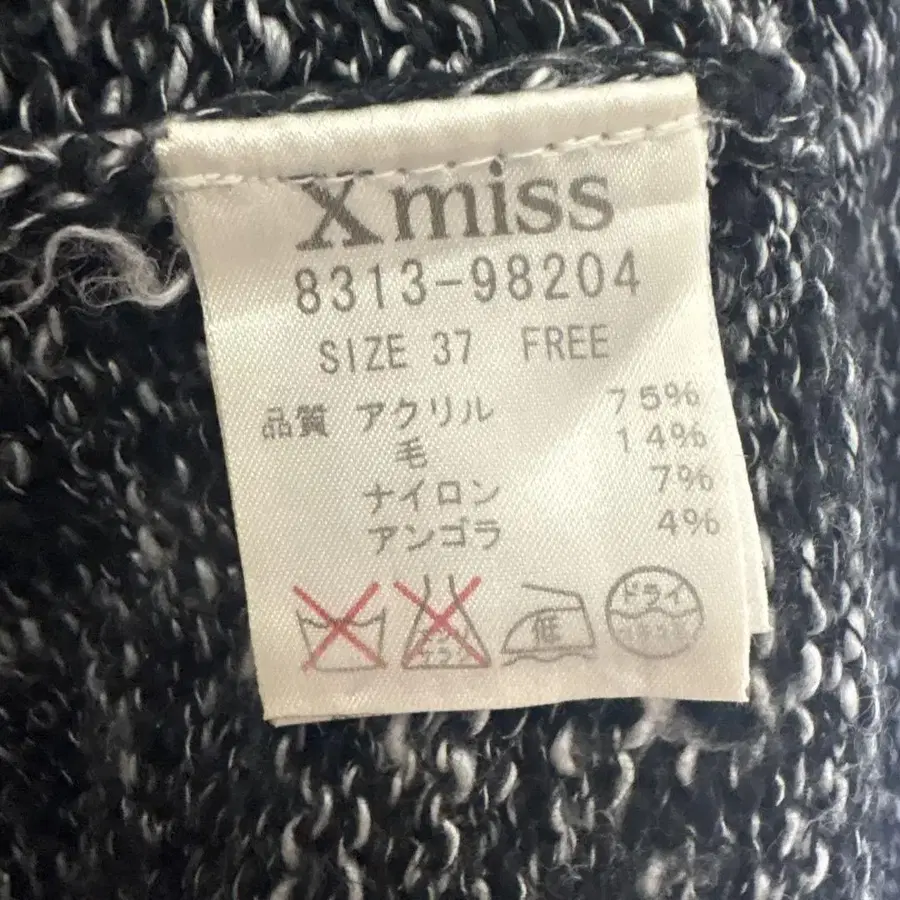 X miss
8313-98204
SIZE 37 FREE
品質 アクリル 75%
毛 14%
ナイロン 7%
アンゴラ 4%
低 ドライ